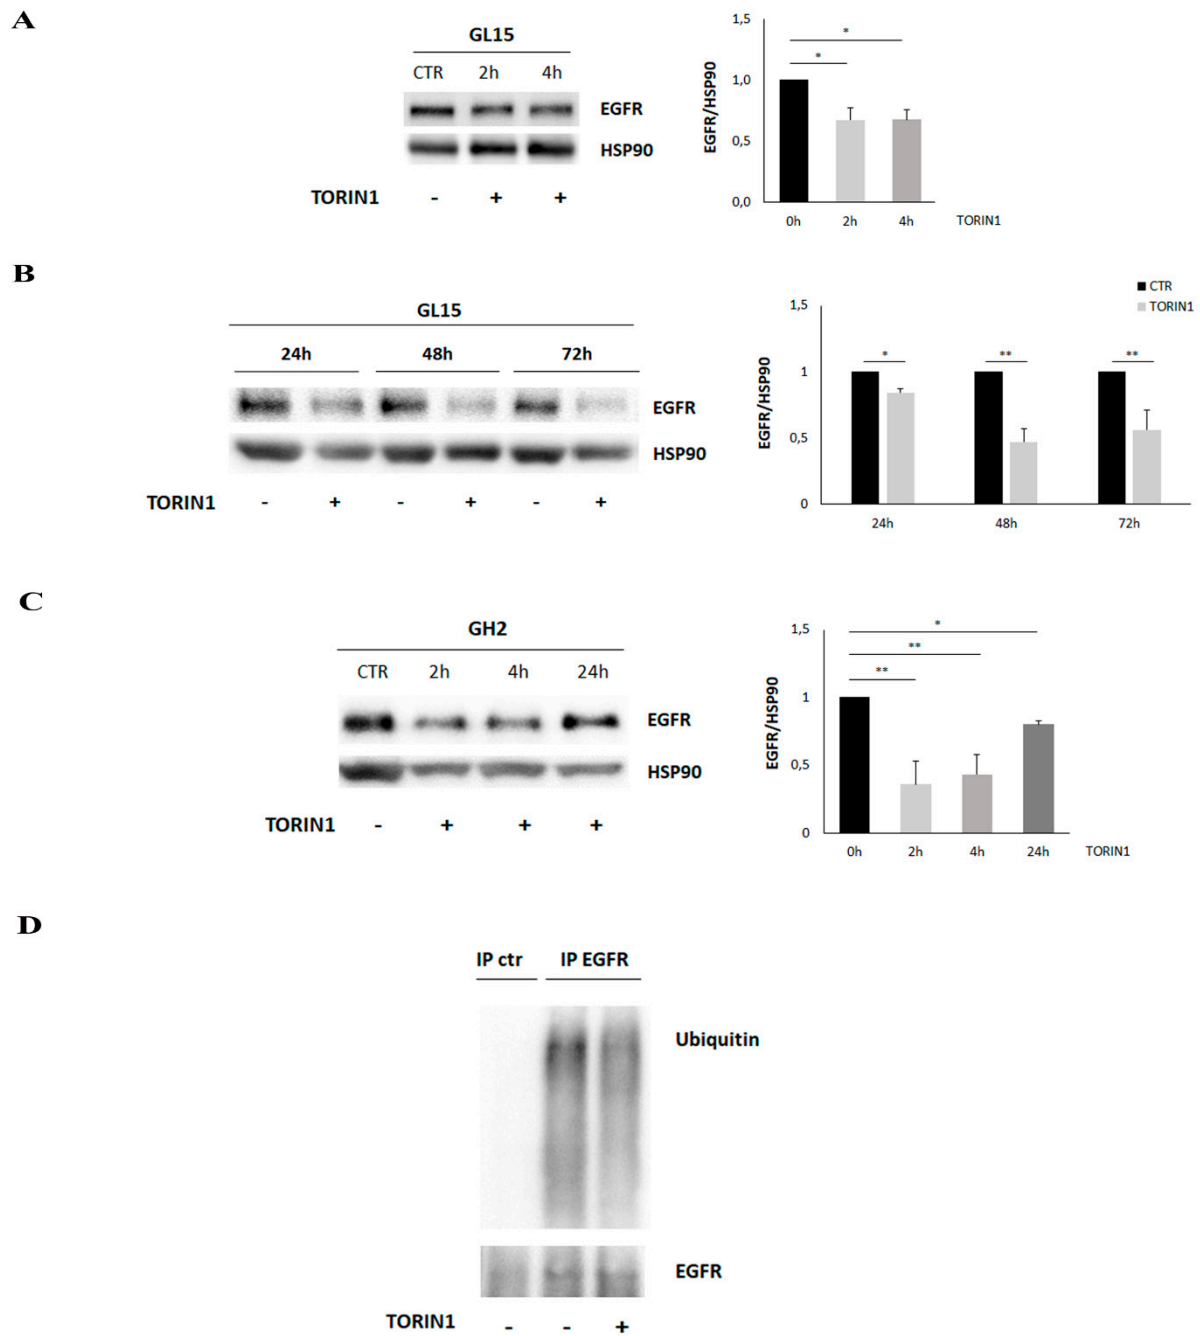 A
GL15
CTR 2h 4h
EGFR
HSP90
TORIN1 - + +
EGFR/HSP90
1,5
1,0
0,5
0,0
*
*
0h 2h 4h TORIN1
B
GL15
24h 48h 72h
EGFR
HSP90
TORIN1 - + - + - +
CTR
TORIN1
EGFR/HSP90
1,5
1
0,5
0
* ** **
24h 48h 72h
C
GH2
CTR 2h 4h 24h
EGFR
HSP90
TORIN1 - + + +
EGFR/HSP90
1,5
1
0,5
0
*
**
**
0h 2h 4h 24h TORIN1
D
IP ctr IP EGFR
Ubiquitin
EGFR
TORIN1 - - +